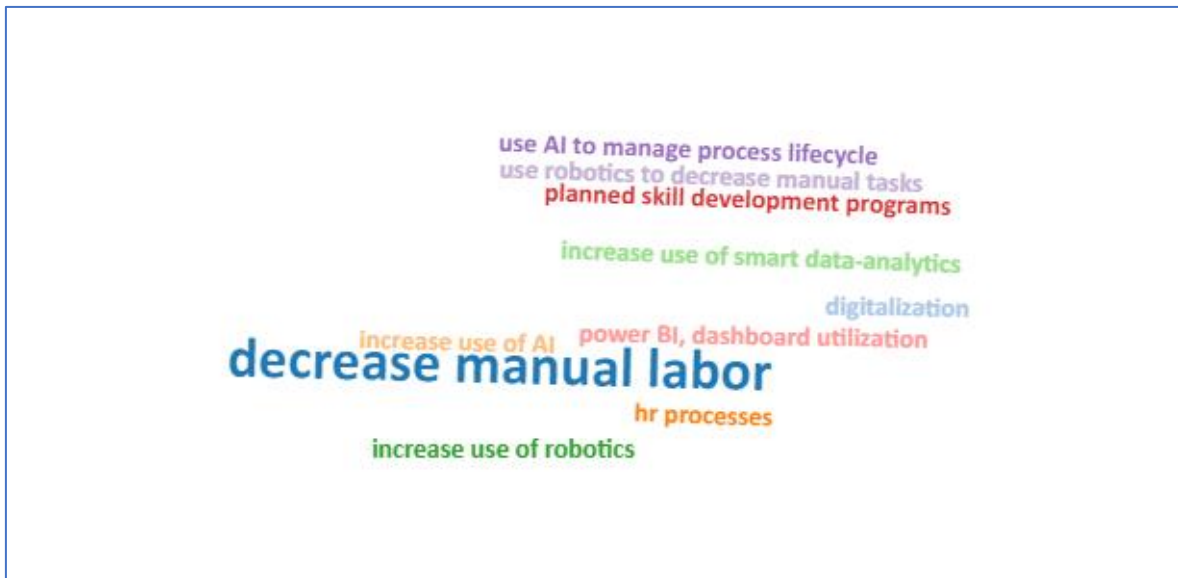 use AI to manage process lifecycle
use robotics to decrease manual tasks
planned skill development programs
increase use of smart data-analytics
digitalization
increase use of AI
power BI, dashboard utilization
decrease manual labor
hr processes
increase use of robotics